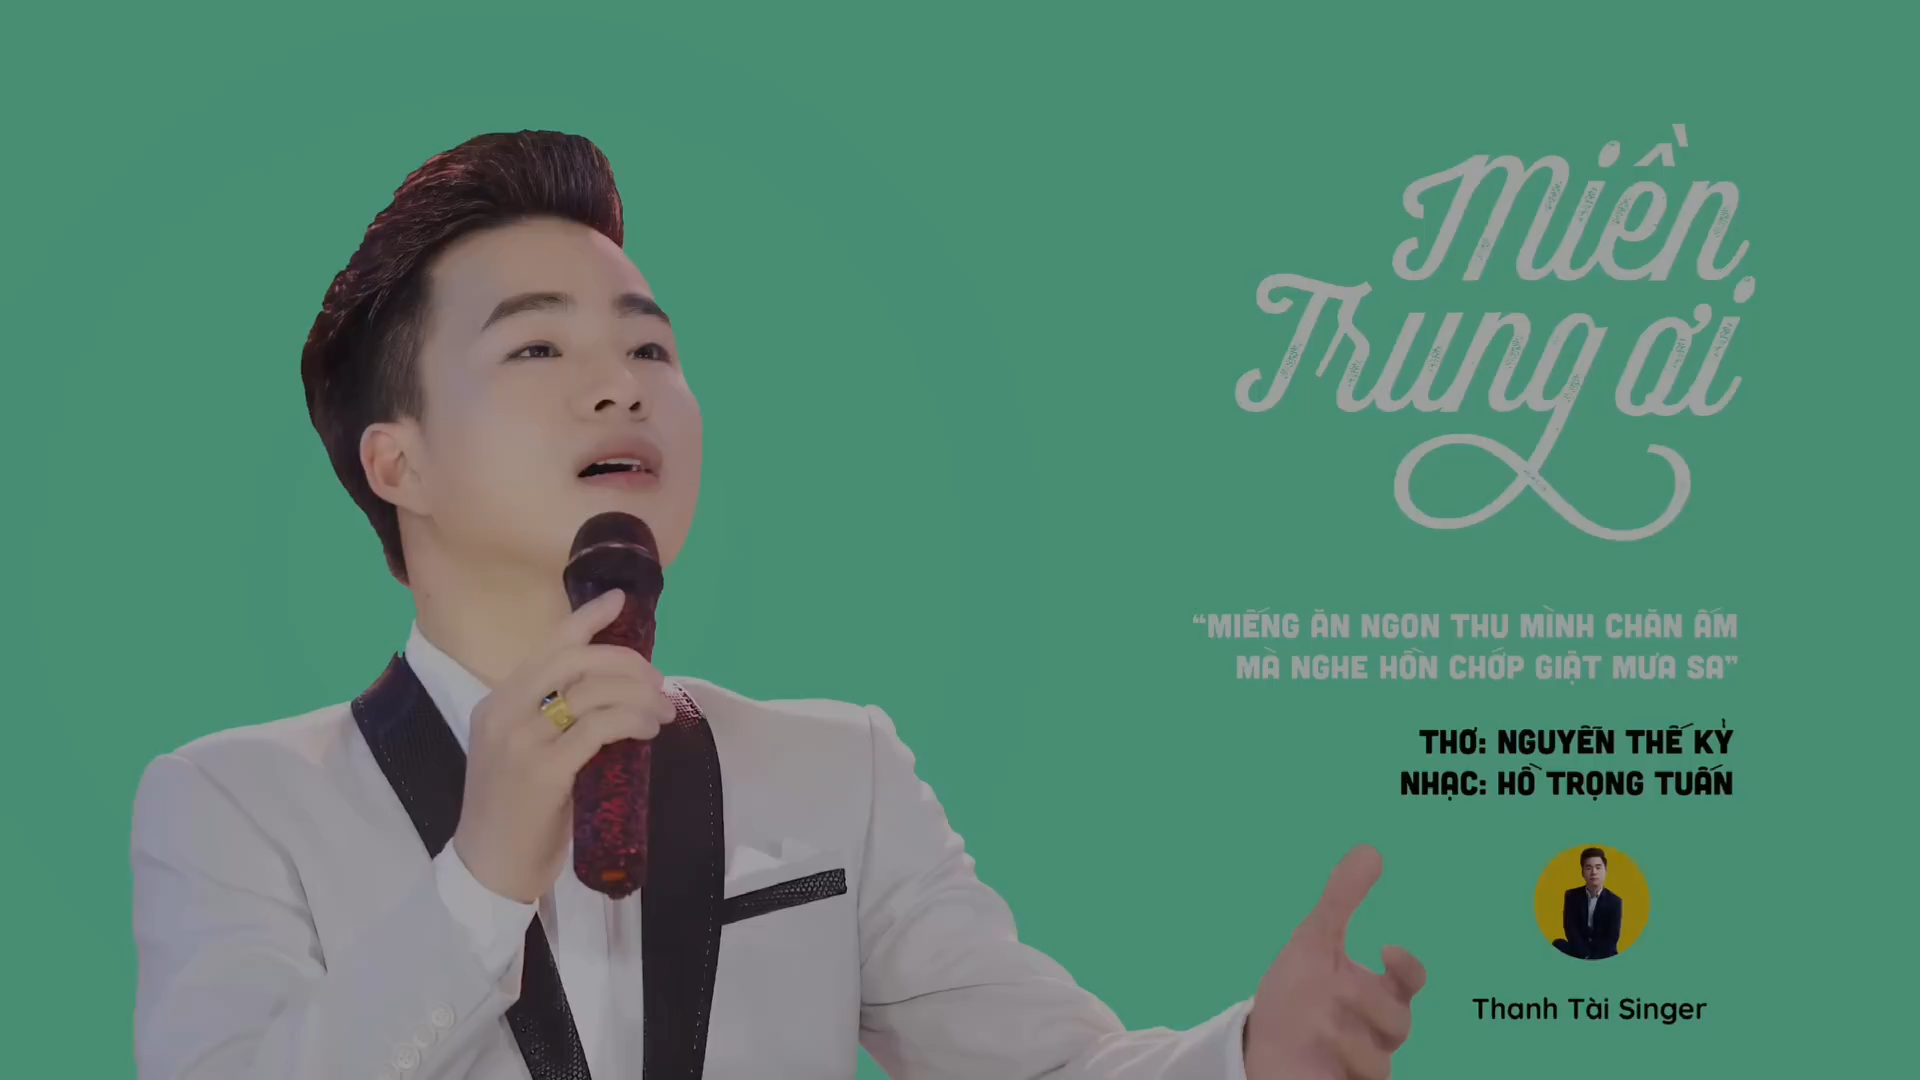 Miền
Trung ơi
“MIẾNG ĂN NGON THU MÌNH CHĂN ẤM
MÀ NGHE HỒN CHỚP GIẬT MƯA SA”
THƠ: NGUYỄN THẾ KỶ
NHẠC: HỒ TRỌNG TUẤN
Thanh Tài Singer